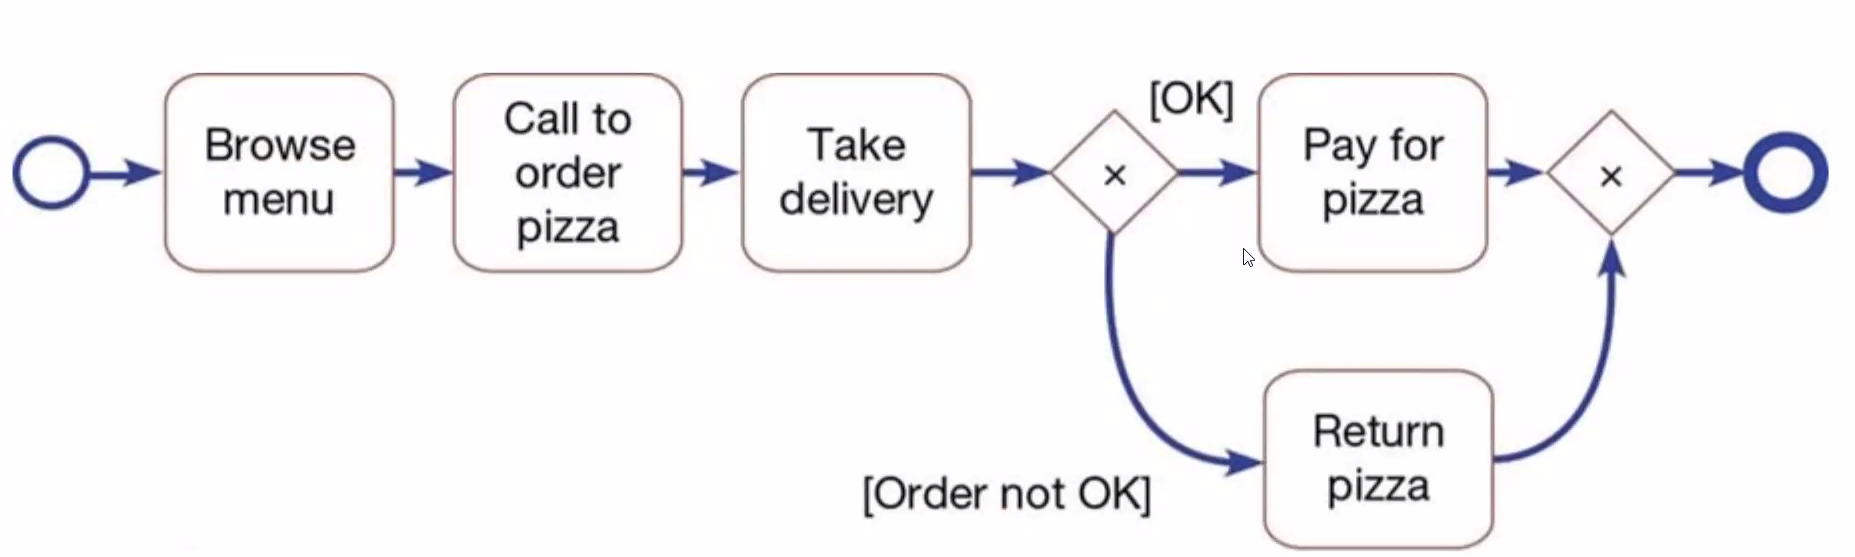 Browse
menu
Call to
order
pizza
Take
delivery
×
[OK]
Pay for
pizza
×
[Order not OK]
Return
pizza